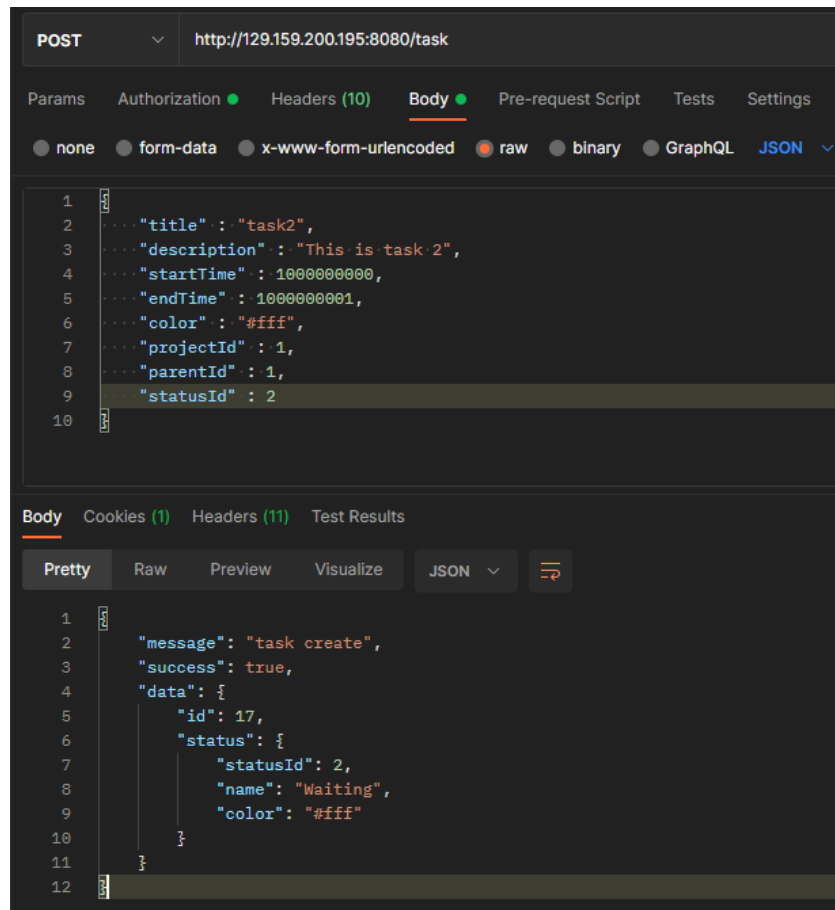 POST http://129.159.200.195:8080/task
Params Authorization Headers (10) Body Pre-request Script Tests Settings
none form-data x-www-form-urlencoded raw binary GraphQL JSON
1 {
2 "title" : "task2",
3 "description" : "This is task 2",
4 "startTime" : 1000000000,
5 "endTime" : 1000000001,
6 "color" : "#fff",
7 "projectId" : 1,
8 "parentId" : 1,
9 "statusId" : 2
10 }
Body Cookies (1) Headers (11) Test Results
Pretty Raw Preview Visualize JSON
1 {
2 "message": "task create",
3 "success": true,
4 "data": {
5 "id": 17,
6 "status": {
7 "statusId": 2,
8 "name": "Waiting",
9 "color": "#fff"
10 }
11 }
12 }